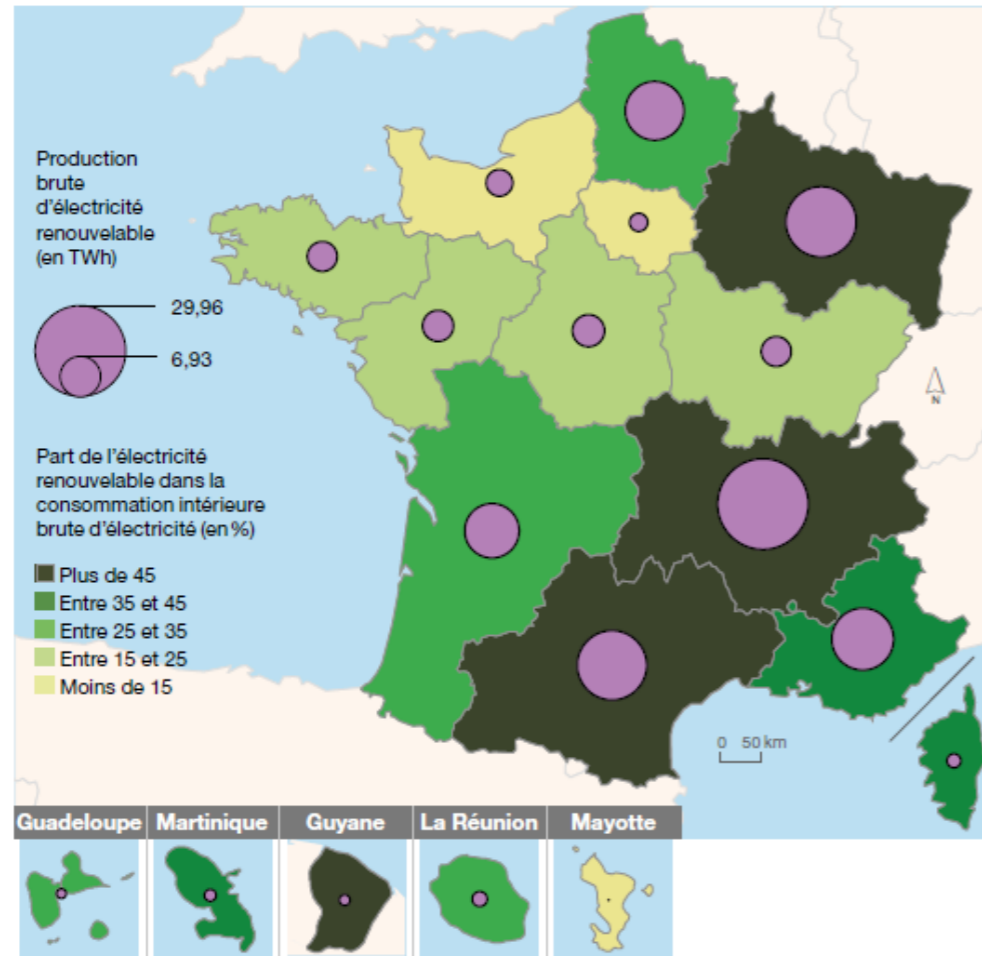 Production
brute
d'électricité
renouvelable
(en TWh)
29,96
6,93
Part de l'électricité
renouvelable dans la
consommation intérieure
brute d'électricité (en %)
Plus de 45
Entre 35 et 45
Entre 25 et 35
Entre 15 et 25
Moins de 15
N
0 50 km
Guadeloupe
Martinique
Guyane
La Réunion
Mayotte